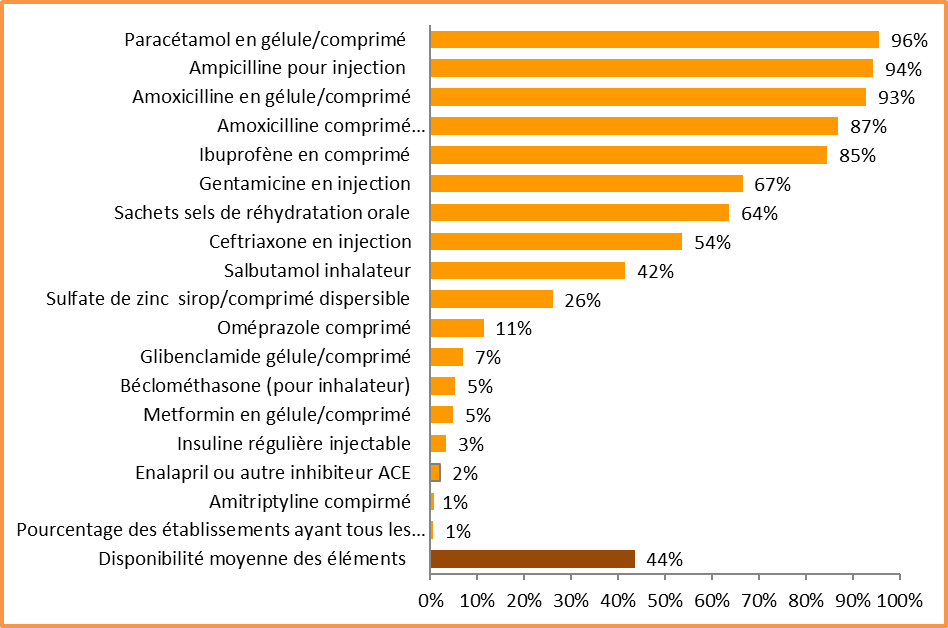 Paracétamol en gélule/comprimé 96%
Ampicilline pour injection 94%
Amoxicilline en gélule/comprimé 93%
Amoxicilline comprimé... 87%
Ibuprofène en comprimé 85%
Gentamicine en injection 67%
Sachets sels de réhydratation orale 64%
Ceftriaxone en injection 54%
Salbutamol inhalateur 42%
Sulfate de zinc sirop/comprimé dispersible 26%
Oméprazole comprimé 11%
Glibenclamide gélule/comprimé 7%
Béclométhasone (pour inhalateur) 5%
Metformin en gélule/comprimé 5%
Insuline régulière injectable 3%
Enalapril ou autre inhibiteur ACE 2%
Amitriptyline compirmé 1%
Pourcentage des établissements ayant tous les... 1%
Disponibilité moyenne des éléments 44%
0% 10% 20% 30% 40% 50% 60% 70% 80% 90% 100%